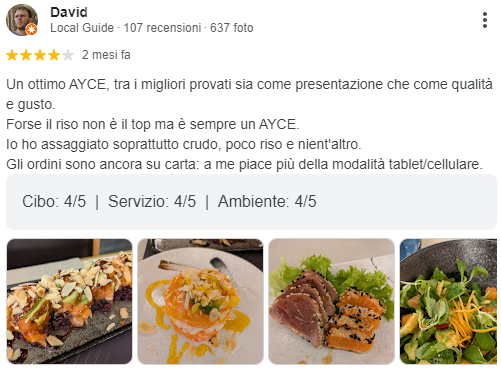 David
Local Guide · 107 recensioni · 637 foto
2 mesi fa
Un ottimo AYCE, tra i migliori provati sia come presentazione che come qualità
e gusto.
Forse il riso non è il top ma è sempre un AYCE.
Io ho assaggiato soprattutto crudo, poco riso e nient'altro.
Gli ordini sono ancora su carta: a me piace più della modalità tablet/cellulare.
Cibo: 4/5 | Servizio: 4/5 | Ambiente: 4/5